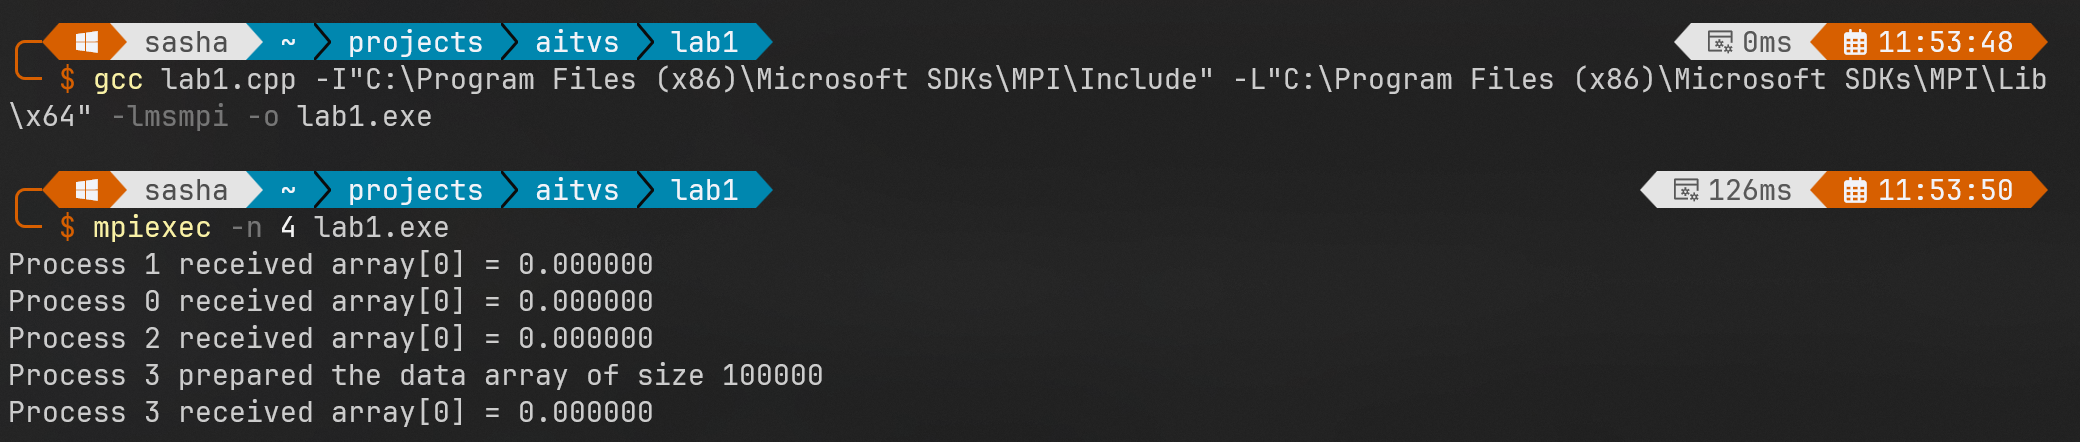 sasha ~ projects aitvs lab1 0ms 11:53:48
$ gcc lab1.cpp -I"C:\Program Files (x86)\Microsoft SDKs\MPI\Include" -L"C:\Program Files (x86)\Microsoft SDKs\MPI\Lib
\x64" -lmsmpi -o lab1.exe
sasha ~ projects aitvs lab1 126ms 11:53:50
$ mpiexec -n 4 lab1.exe
Process 1 received array[0] = 0.000000
Process 0 received array[0] = 0.000000
Process 2 received array[0] = 0.000000
Process 3 prepared the data array of size 100000
Process 3 received array[0] = 0.000000